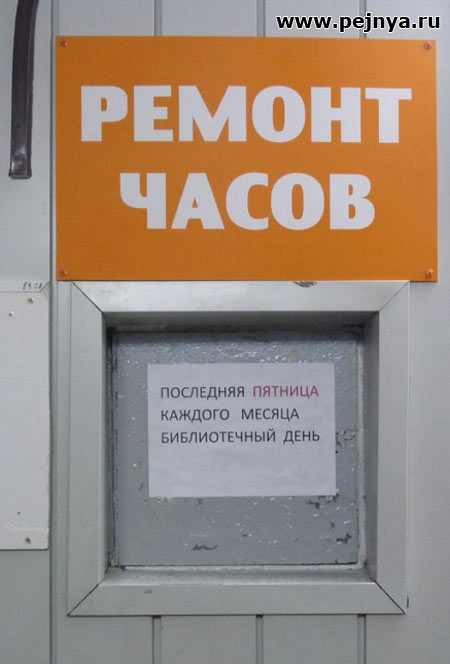 www.pejnya.ru
РЕМОНТ
ЧАСОВ
ПОСЛЕДНЯЯ ПЯТНИЦА
КАЖДОГО МЕСЯЦА
БИБЛИОТЕЧНЫЙ ДЕНЬ